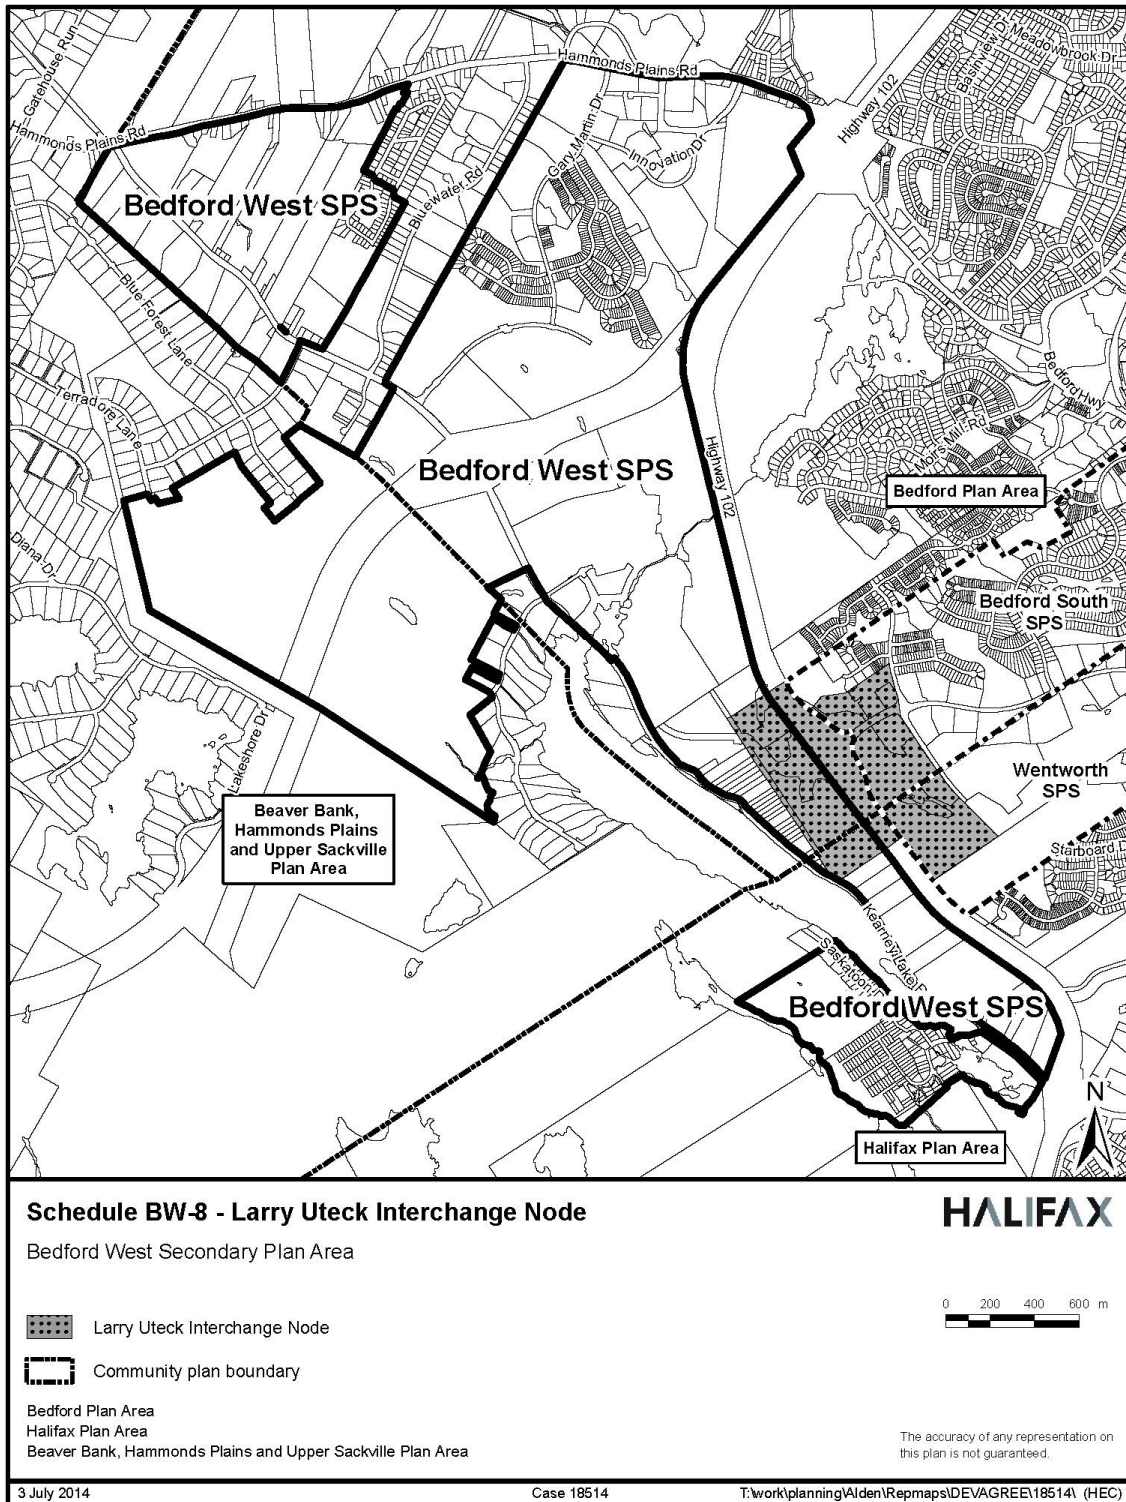 Gatehouse Run
Hammonds Plains Rd
Hammonds Plains Rd
Highway 102
Basinview Dr
Meadowbrook Dr
Gary Martin Dr
Innovation Dr
Bluewater Rd
Bedford West SPS
Blue Forest Lane
Terradore Lane
Bedford Hwy
Moirs Mill Rd
Highway 102
Bedford West SPS
Bedford Plan Area
Diana Dr
Bedford South
SPS
Lakeshore Dr
Wentworth
SPS
Beaver Bank,
Hammonds Plains
and Upper Sackville
Plan Area
Starboard D
Kearney Lake
Saskatoon
Bedford West SPS
N
Halifax Plan Area
Schedule BW-8 - Larry Uteck Interchange Node
HALIFAX
Bedford West Secondary Plan Area
0 200 400 600 m
Larry Uteck Interchange Node
Community plan boundary
Bedford Plan Area
Halifax Plan Area
Beaver Bank, Hammonds Plains and Upper Sackville Plan Area
The accuracy of any representation on
this plan is not guaranteed.
3 July 2014
Case 18514
T:\work\planning\Alden\Repmaps\DEVAGREE\18514\ (HEC)